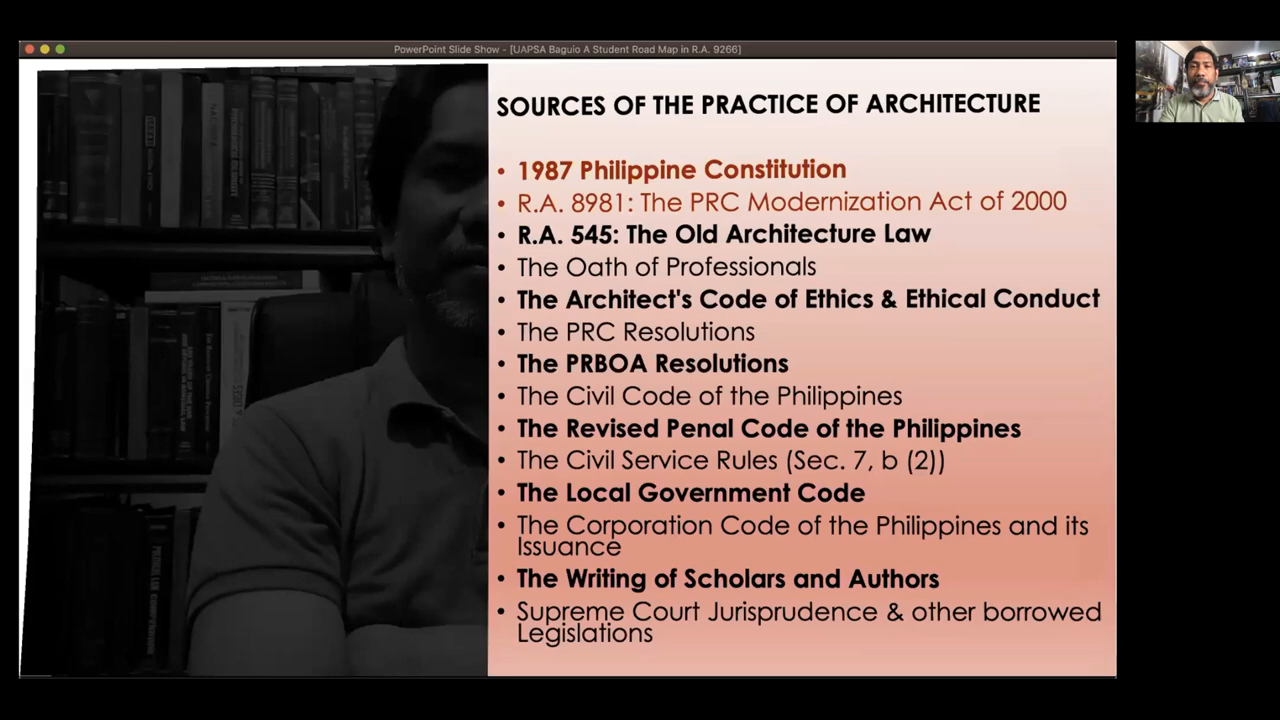 PowerPoint Slide Show - [UAPSA Baguio A Student Road Map in R.A. 9266]
SOURCES OF THE PRACTICE OF ARCHITECTURE
• 1987 Philippine Constitution
• R.A. 8981: The PRC Modernization Act of 2000
• R.A. 545: The Old Architecture Law
• The Oath of Professionals
• The Architect's Code of Ethics & Ethical Conduct
• The PRC Resolutions
• The PRBOA Resolutions
• The Civil Code of the Philippines
• The Revised Penal Code of the Philippines
• The Civil Service Rules (Sec. 7, b (2))
• The Local Government Code
• The Corporation Code of the Philippines and its
Issuance
• The Writing of Scholars and Authors
• Supreme Court Jurisprudence & other borrowed
Legislations